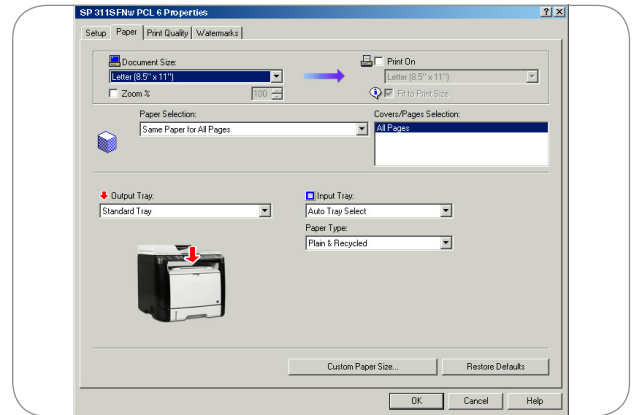 SP 311SFNw PCL 6 Properties
Setup Paper Print Quality Watermarks
Document Size:
Letter (8.5" x 11")
Zoom % 100
Print On
Letter (8.5" x 11")
Fit to Print Size
Paper Selection:
Same Paper for All Pages
Covers/Pages Selection:
All Pages
Output Tray:
Standard Tray
Input Tray:
Auto Tray Select
Paper Type:
Plain & Recycled
Custom Paper Size... Restore Defaults
OK Cancel Help